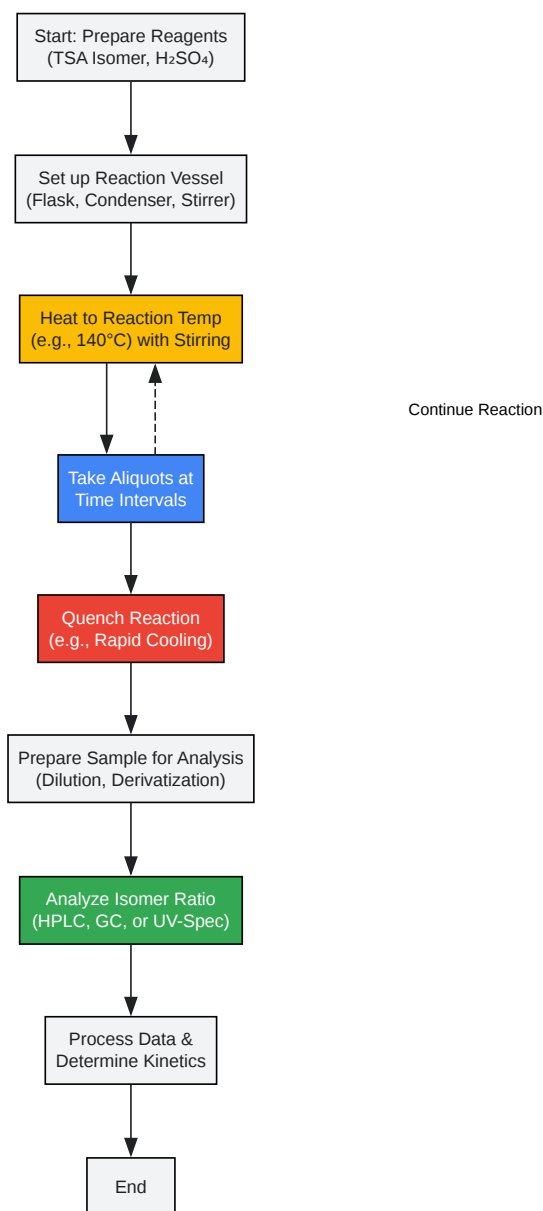 Start: Prepare Reagents
(TSA Isomer, H₂SO₄)
Set up Reaction Vessel
(Flask, Condenser, Stirrer)
Heat to Reaction Temp
(e.g., 140°C) with Stirring
Continue Reaction
Take Aliquots at
Time Intervals
Quench Reaction
(e.g., Rapid Cooling)
Prepare Sample for Analysis
(Dilution, Derivatization)
Analyze Isomer Ratio
(HPLC, GC, or UV-Spec)
Process Data &
Determine Kinetics
End